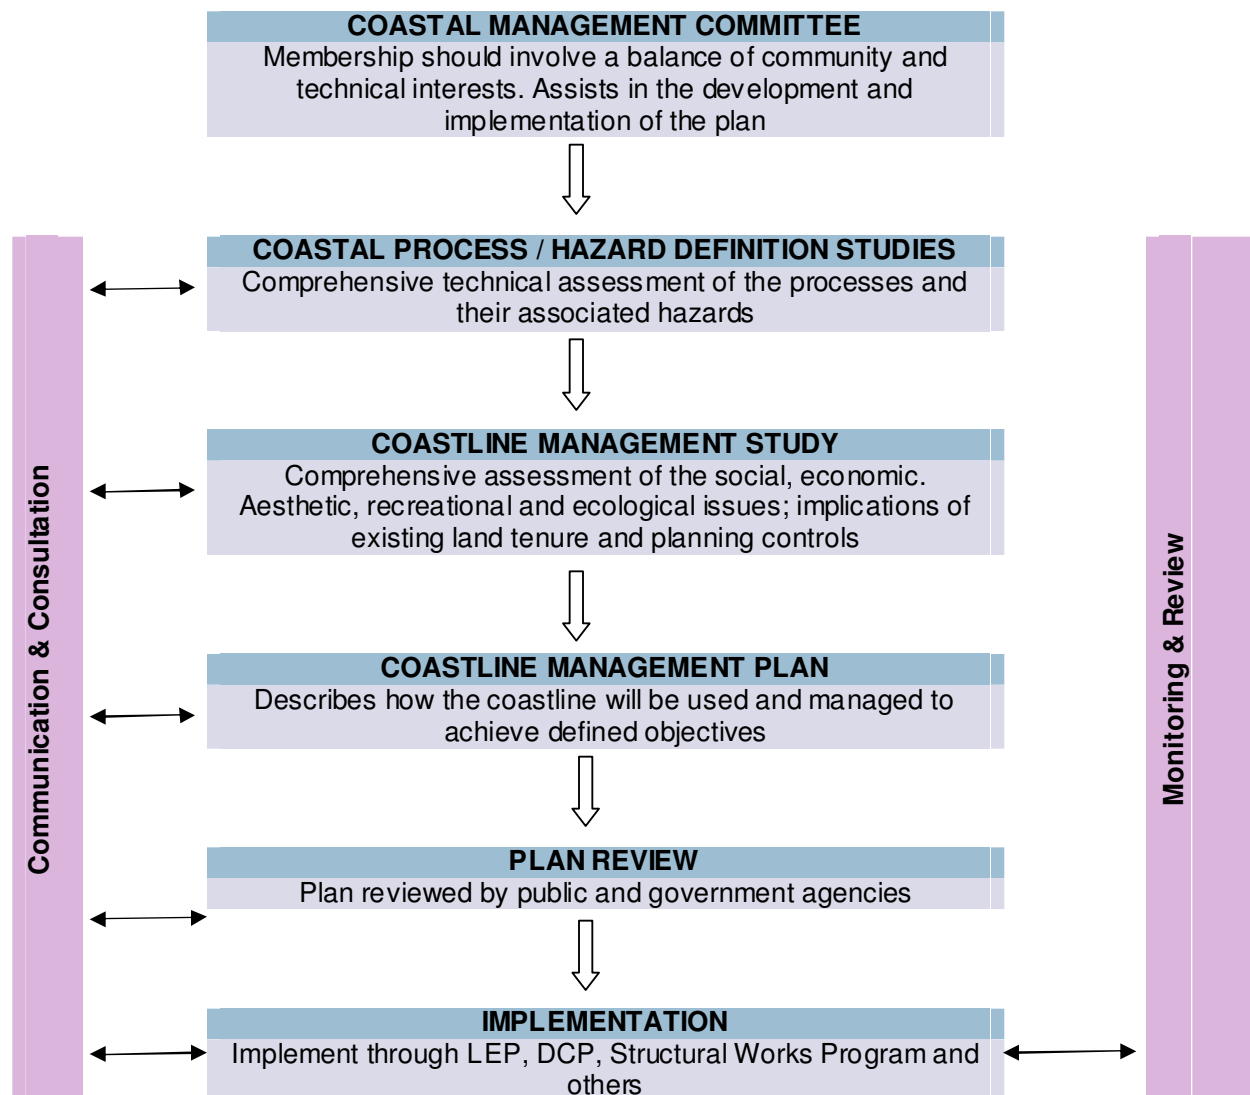 COASTAL MANAGEMENT COMMITTEE
Membership should involve a balance of community and
technical interests. Assists in the development and
implementation of the plan
COASTAL PROCESS / HAZARD DEFINITION STUDIES
Comprehensive technical assessment of the processes and
their associated hazards
COASTLINE MANAGEMENT STUDY
Comprehensive assessment of the social, economic.
Aesthetic, recreational and ecological issues; implications of
existing land tenure and planning controls
COASTLINE MANAGEMENT PLAN
Describes how the coastline will be used and managed to
achieve defined objectives
PLAN REVIEW
Plan reviewed by public and government agencies
IMPLEMENTATION
Implement through LEP, DCP, Structural Works Program and
others
Communication & Consultation
Monitoring & Review